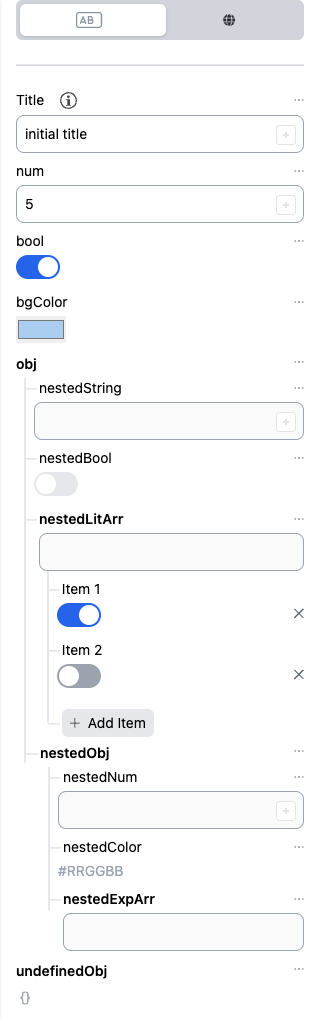 AB
Title
initial title
num
5
bool
bgColor
obj
nestedString
nestedBool
nestedLitArr
Item 1
Item 2
+ Add Item
nestedObj
nestedNum
nestedColor
#RRGGBB
nestedExpArr
undefinedObj
{}